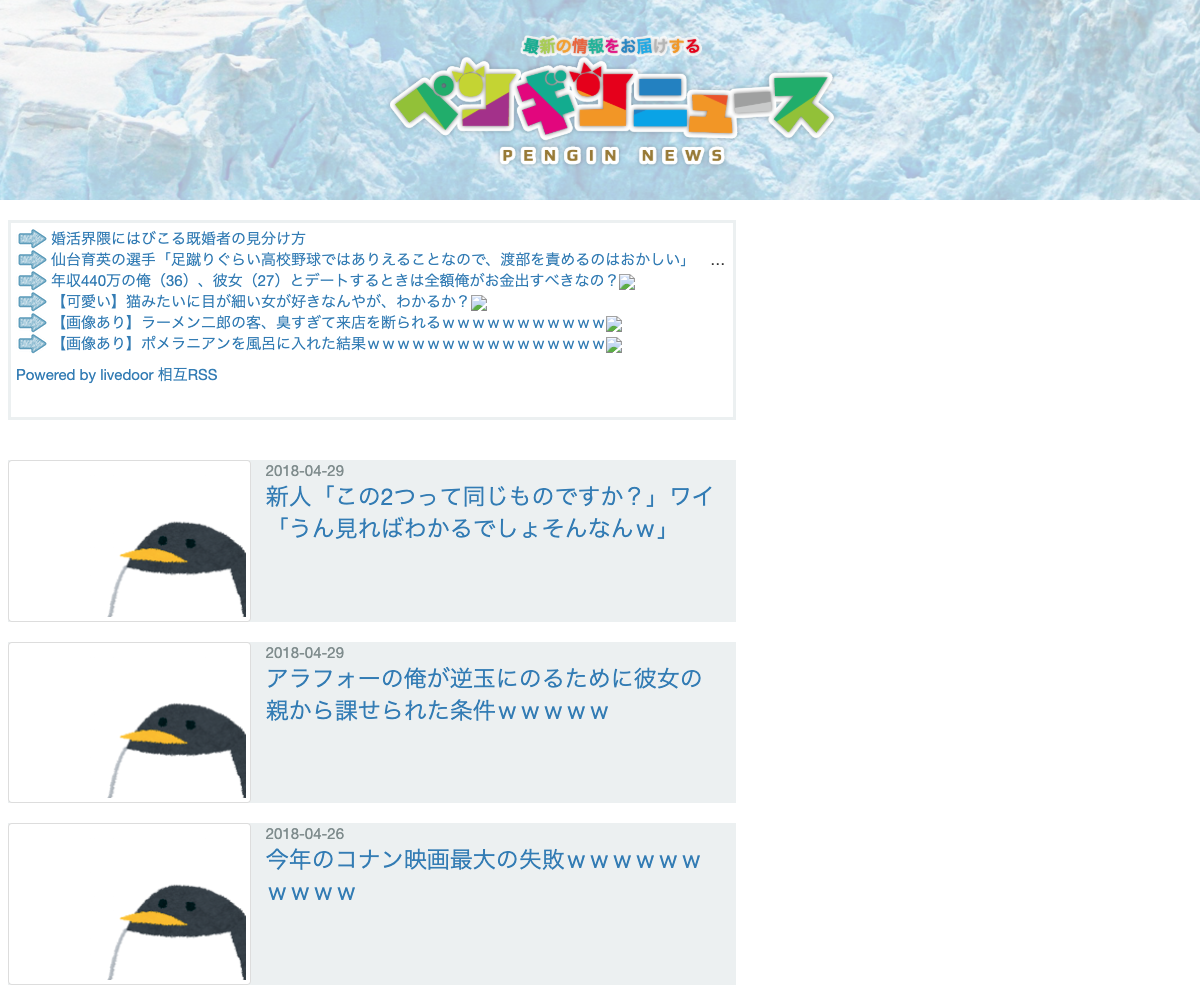 最新の情報をお届けする
ペンギンニュース
PENGIN NEWS
婚活界隈にはびこる既婚者の見分け方
仙台育英の選手「足蹴りぐらい高校野球ではありえることなので、渡部を責めるのはおかしい」 …
年収440万の俺（36）、彼女（27）とデートするときは全額俺がお金出すべきなの？
【可愛い】猫みたいに目が細い女が好きなんやが、わかるか？
【画像あり】ラーメン二郎の客、臭すぎて来店を断られるｗｗｗｗｗｗｗｗｗｗｗ
【画像あり】ポメラニアンを風呂に入れた結果ｗｗｗｗｗｗｗｗｗｗｗｗｗｗｗｗ
Powered by livedoor 相互RSS
2018-04-29
新人「この2つって同じものですか？」ワイ
「うん見ればわかるでしょそんなんｗ」
2018-04-29
アラフォーの俺が逆玉にのるために彼女の
親から課せられた条件ｗｗｗｗｗ
2018-04-26
今年のコナン映画最大の失敗ｗｗｗｗｗｗ
ｗｗｗｗ